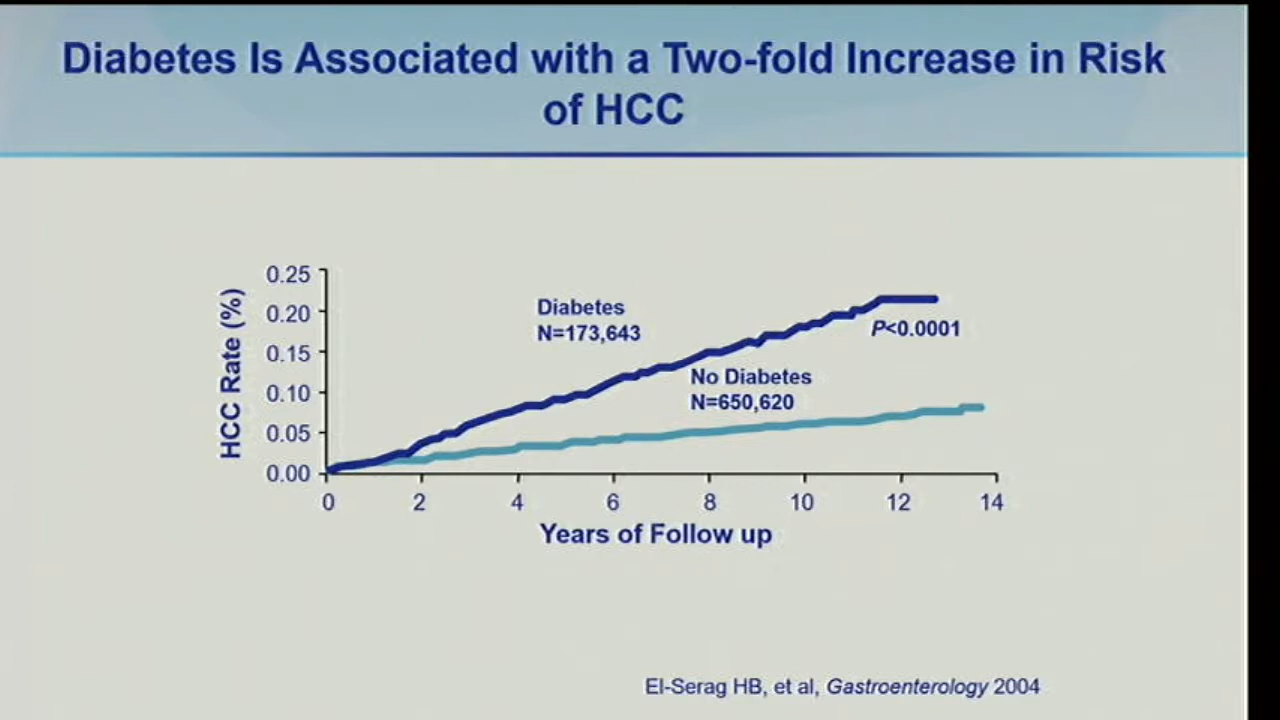 Diabetes Is Associated with a Two-fold Increase in Risk
of HCC
HCC Rate (%)
0.25
0.20
0.15
0.10
0.05
0.00
Diabetes
N=173,643
P<0.0001
No Diabetes
N=650,620
0 2 4 6 8 10 12 14
Years of Follow up
El-Serag HB, et al, Gastroenterology 2004